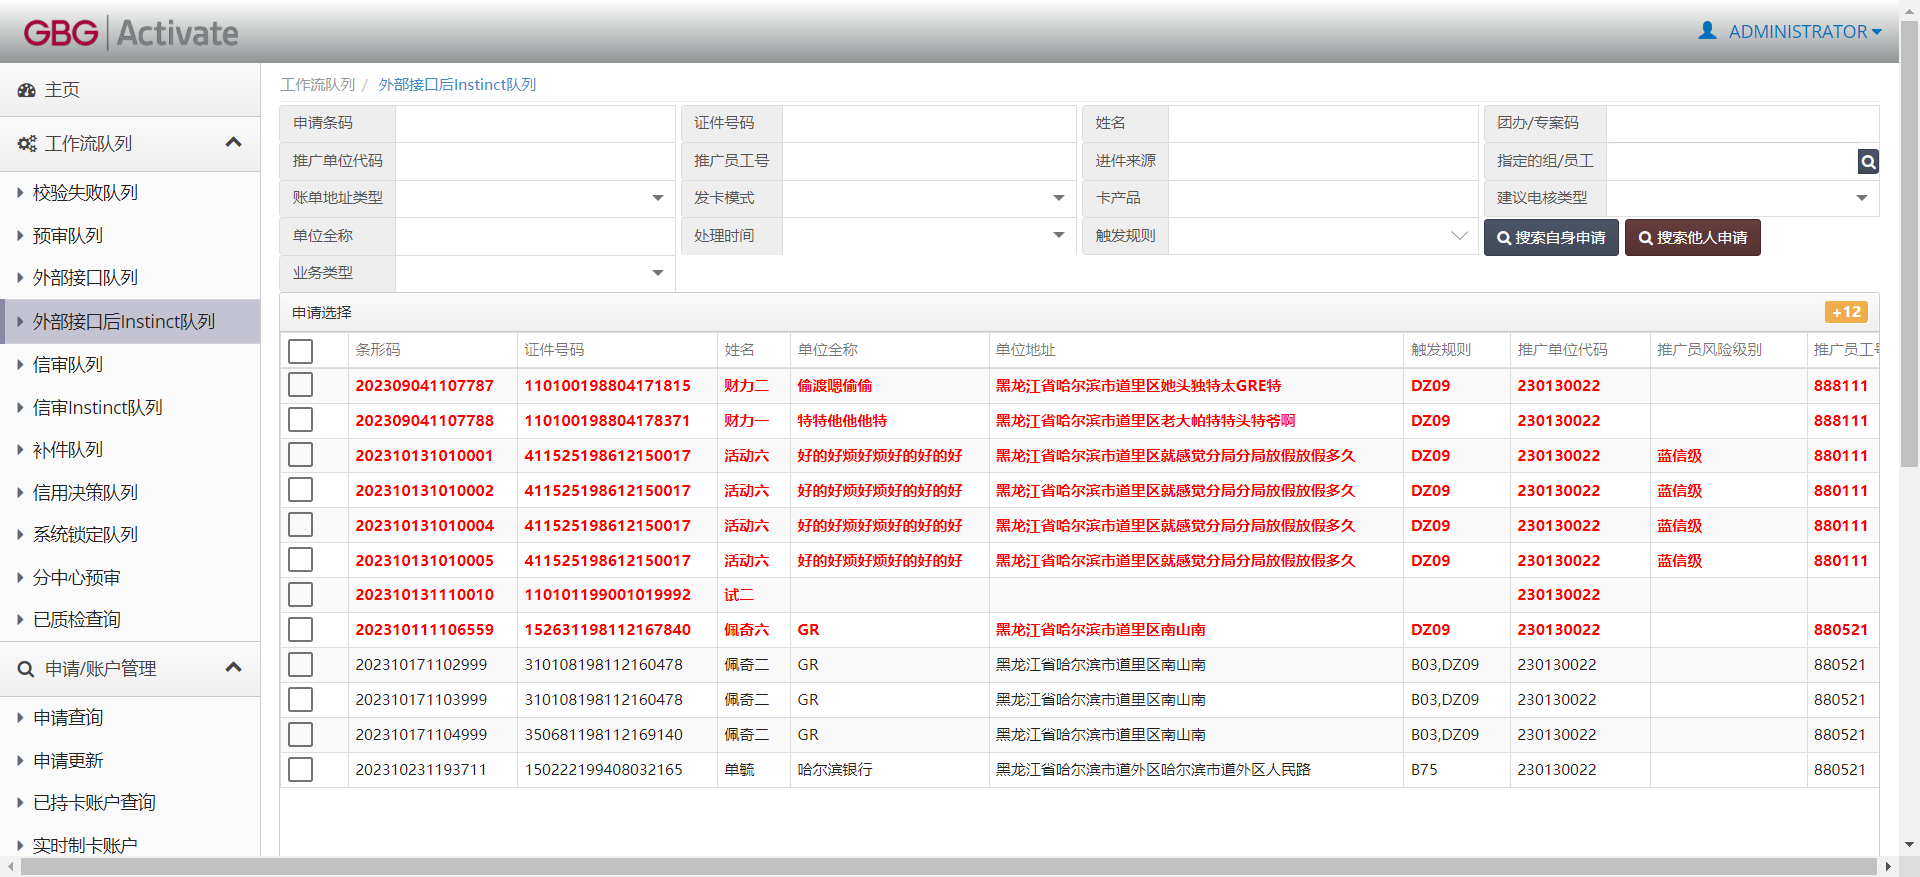 GBG Activate
ADMINISTRATOR
主页
工作流队列
校验失败队列
预审队列
外部接口队列
外部接口后Instinct队列
信审队列
信审Instinct队列
补件队列
信用决策队列
系统锁定队列
分中心预审
已质检查询
申请/账户管理
申请查询
申请更新
已持卡账户查询
实时制卡账户
工作流队列 / 外部接口后Instinct队列
申请条码 证件号码 姓名 团办/专案码
推广单位代码 推广员工号 进件来源 指定的组/员工
账单地址类型 发卡模式 卡产品 建议电核类型
单位全称 处理时间 触发规则 搜索自身申请 搜索他人申请
业务类型
申请选择 +12
条形码 证件号码 姓名 单位全称 单位地址 触发规则 推广单位代码 推广员风险级别 推广员工号
202309041107787 110100198804171815 财力二 偷渡嗯偷偷 黑龙江省哈尔滨市道里区她头独特太GRE特 DZ09 230130022 888111
202309041107788 110100198804178371 财力一 特特他他他特 黑龙江省哈尔滨市道里区老大帕特特头特爷啊 DZ09 230130022 888111
202310131010001 411525198612150017 活动六 好的好烦好烦好的好的好 黑龙江省哈尔滨市道里区就感觉分局分局放假放假多久 DZ09 230130022 蓝信级 880111
202310131010002 411525198612150017 活动六 好的好烦好烦好的好的好 黑龙江省哈尔滨市道里区就感觉分局分局放假放假多久 DZ09 230130022 蓝信级 880111
202310131010004 411525198612150017 活动六 好的好烦好烦好的好的好 黑龙江省哈尔滨市道里区就感觉分局分局放假放假多久 DZ09 230130022 蓝信级 880111
202310131010005 411525198612150017 活动六 好的好烦好烦好的好的好 黑龙江省哈尔滨市道里区就感觉分局分局放假放假多久 DZ09 230130022 蓝信级 880111
202310131110010 110101199001019992 试二 230130022
202310111106559 152631198112167840 佩奇六 GR 黑龙江省哈尔滨市道里区南山南 DZ09 230130022 880521
202310171102999 310108198112160478 佩奇二 GR 黑龙江省哈尔滨市道里区南山南 B03,DZ09 230130022 880521
202310171103999 310108198112160478 佩奇二 GR 黑龙江省哈尔滨市道里区南山南 B03,DZ09 230130022 880521
202310171104999 350681198112169140 佩奇二 GR 黑龙江省哈尔滨市道里区南山南 B03,DZ09 230130022 880521
202310231193711 150222199408032165 单毓 哈尔滨银行 黑龙江省哈尔滨市道外区哈尔滨市道外区人民路 B75 230130022 880521